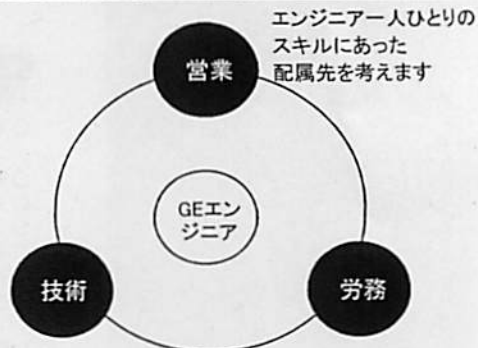 エンジニア一人ひとりの
スキルにあった
配属先を考えます
営業
GEエン
ジニア
技術
労務